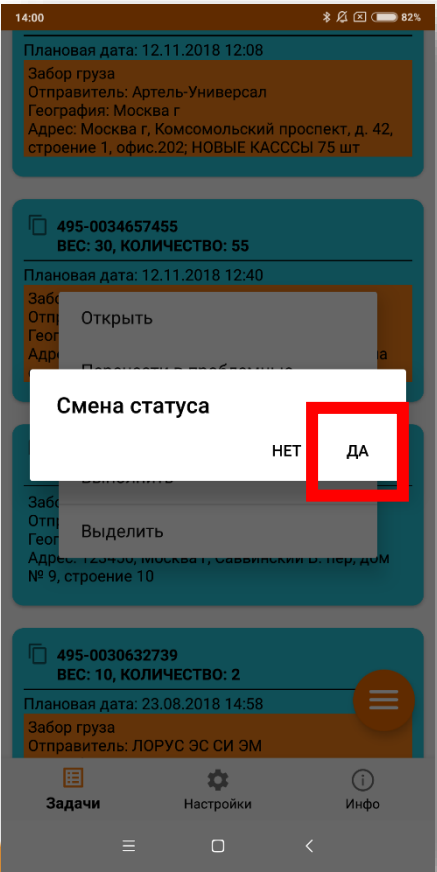 14:00
82%
Плановая дата: 12.11.2018 12:08
Забор груза
Отправитель: Артель-Универсал
География: Москва г
Адрес: Москва г, Комсомольский проспект, д. 42,
строение 1, офис.202; НОВЫЕ КАСССЫ 75 шт
495-0034657455
ВЕС: 30, КОЛИЧЕСТВО: 55
Плановая дата: 12.11.2018 12:40
Открыть
Перенести в проблемные
Смена статуса
НЕТ
ДА
Выполнить
Выделить
Адрес: 123456, Москва г, Саввинский Б. пер, дом
№ 9, строение 10
495-0030632739
ВЕС: 10, КОЛИЧЕСТВО: 2
Плановая дата: 23.08.2018 14:58
Забор груза
Отправитель: ЛОРУС ЭС СИ ЭМ
Задачи
Настройки
Инфо